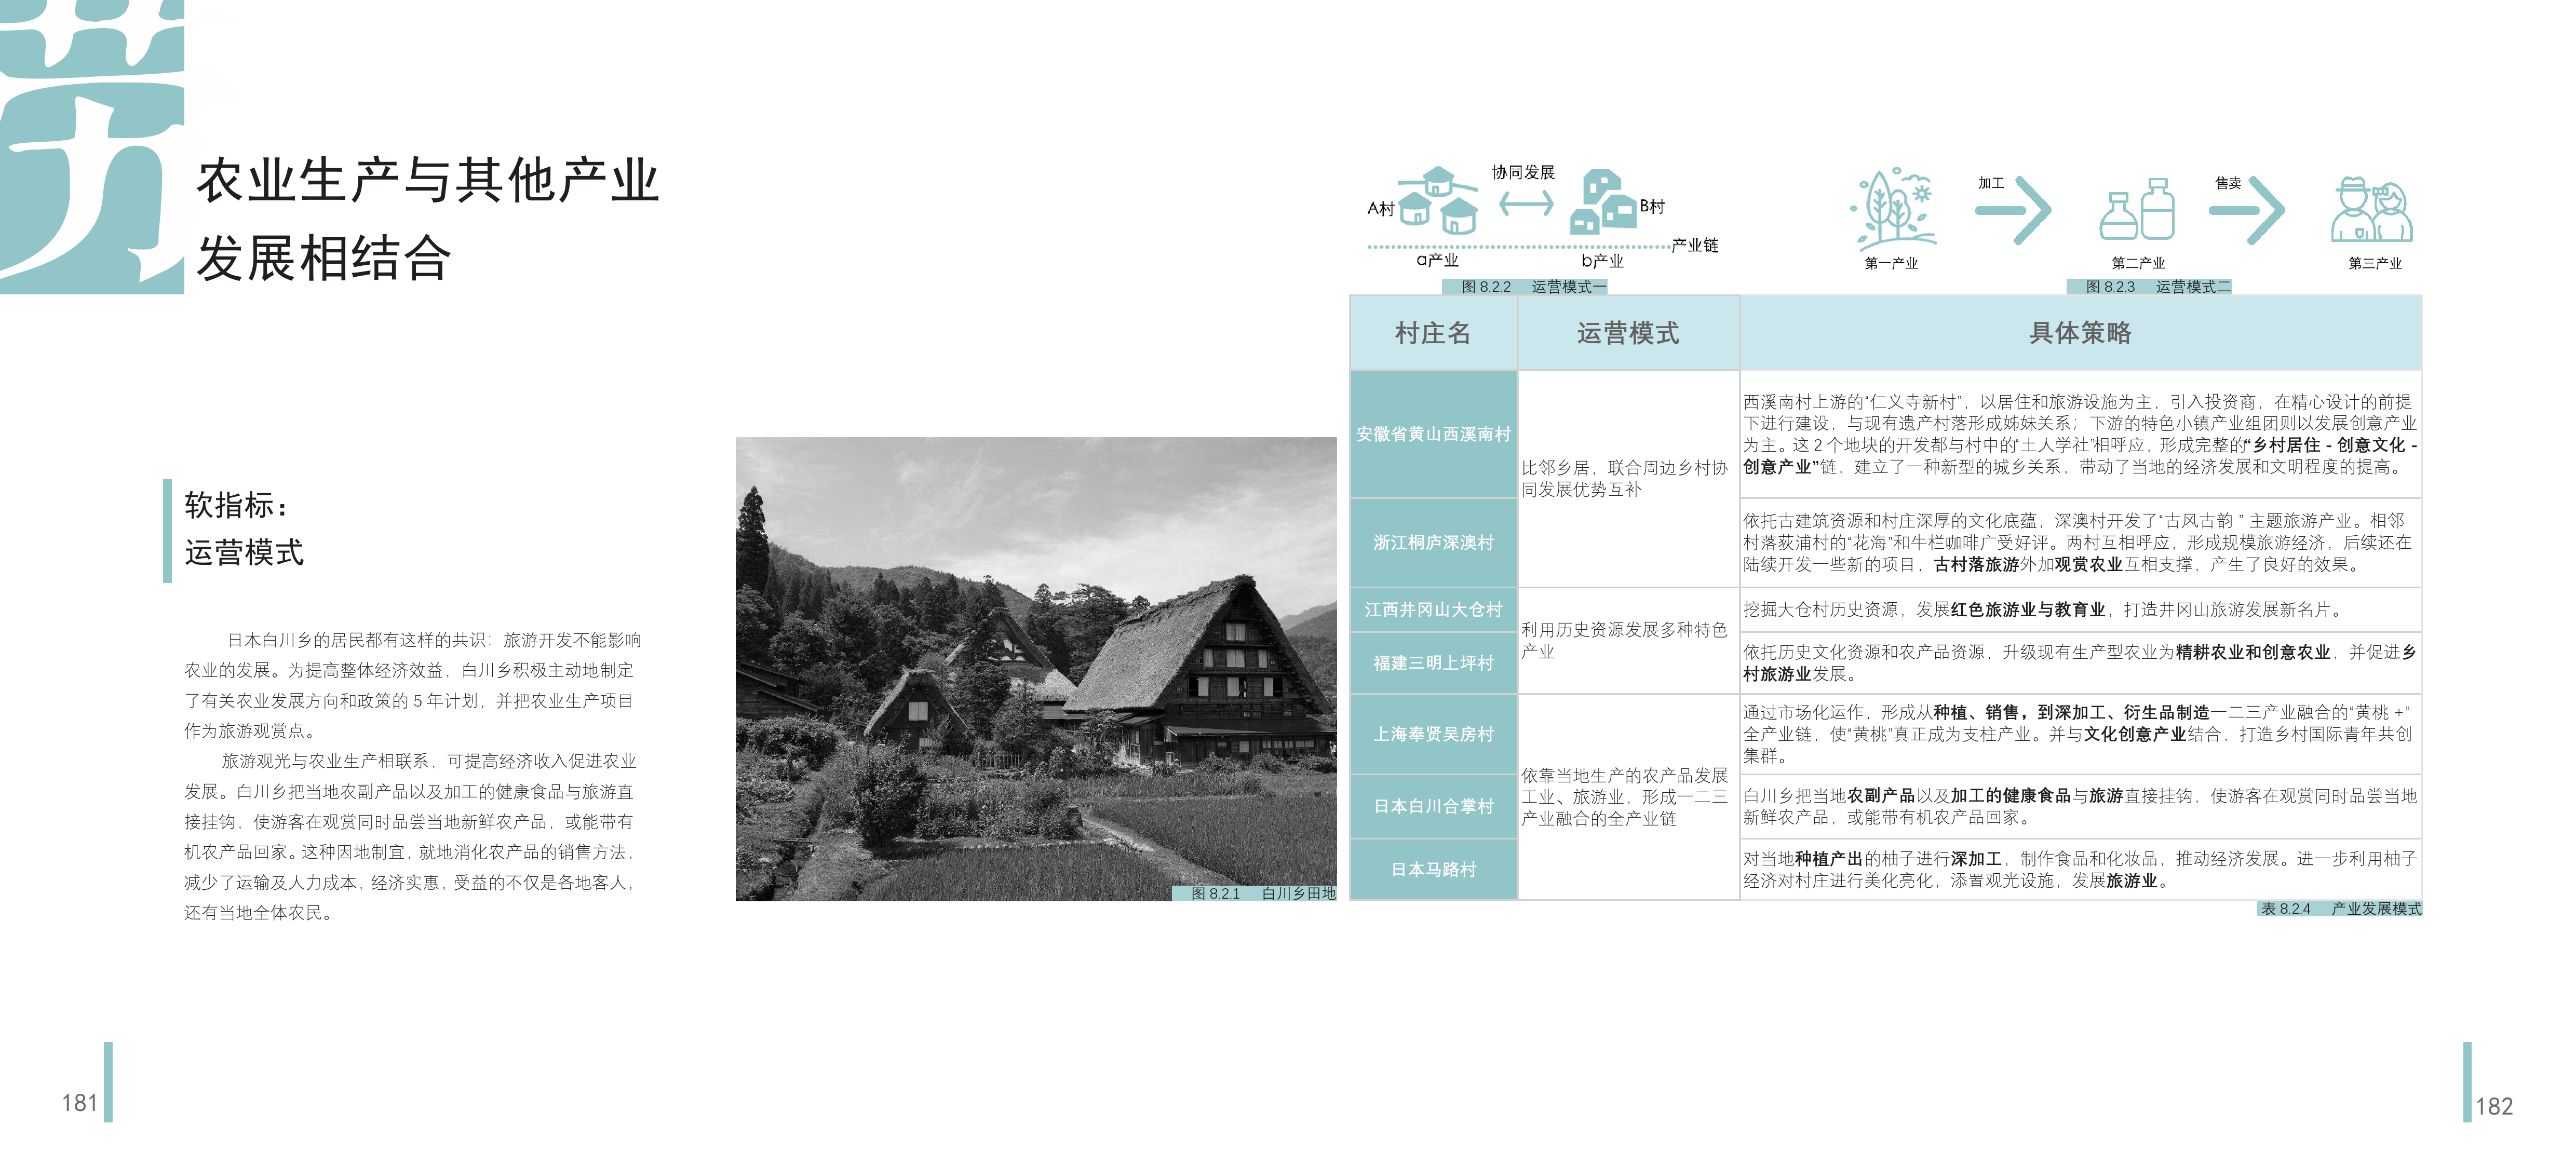 农业生产与其他产业
发展相结合
软指标：
运营模式
日本白川乡的居民都有这样的共识：旅游开发不能影响
农业的发展。为提高整体经济效益，白川乡积极主动地制定
了有关农业发展方向和政策的 5 年计划，并把农业生产项目
作为旅游观赏点。
旅游观光与农业生产相联系，可提高经济收入促进农业
发展。白川乡把当地农副产品以及加工的健康食品与旅游直
接挂钩，使游客在观赏同时品尝当地新鲜农产品，或能带有
机农产品回家。这种因地制宜，就地消化农产品的销售方法，
减少了运输及人力成本，经济实惠，受益的不仅是各地客人，
还有当地全体农民。
图 8.2.1 白川乡田地
181
A村
协同发展
B村
产业链
a产业
b产业
图 8.2.2 运营模式一
加工
售卖
第一产业
第二产业
第三产业
图 8.2.3 运营模式二
村庄名
运营模式
具体策略
安徽省黄山西溪南村
比邻乡居，联合周边乡村协
同发展优势互补
西溪南村上游的“仁义寺新村”，以居住和旅游设施为主，引入投资商，在精心设计的前提
下进行建设，与现有遗产村落形成姊妹关系；下游的特色小镇产业组团则以发展创意产业
为主。这 2 个地块的开发都与村中的“土人学社”相呼应，形成完整的“乡村居住 - 创意文化 -
创意产业”链，建立了一种新型的城乡关系，带动了当地的经济发展和文明程度的提高。
浙江桐庐深澳村
依托古建筑资源和村庄深厚的文化底蕴，深澳村开发了“古风古韵 ” 主题旅游产业。相邻
村落荻浦村的“花海”和牛栏咖啡广受好评。两村互相呼应，形成规模旅游经济，后续还在
陆续开发一些新的项目，古村落旅游外加观赏农业互相支撑，产生了良好的效果。
江西井冈山大仓村
利用历史资源发展多种特色
产业
挖掘大仓村历史资源，发展红色旅游业与教育业，打造井冈山旅游发展新名片。
福建三明上坪村
依托历史文化资源和农产品资源，升级现有生产型农业为精耕农业和创意农业，并促进乡
村旅游业发展。
上海奉贤吴房村
依靠当地生产的农产品发展
工业、旅游业，形成一二三
产业融合的全产业链
通过市场化运作，形成从种植、销售，到深加工、衍生品制造一二三产业融合的“黄桃 +”
全产业链，使“黄桃”真正成为支柱产业。并与文化创意产业结合，打造乡村国际青年共创
集群。
日本白川合掌村
白川乡把当地农副产品以及加工的健康食品与旅游直接挂钩，使游客在观赏同时品尝当地
新鲜农产品，或能带有机农产品回家。
日本马路村
对当地种植产出的柚子进行深加工，制作食品和化妆品，推动经济发展。进一步利用柚子
经济对村庄进行美化亮化，添置观光设施，发展旅游业。
表 8.2.4 产业发展模式
182